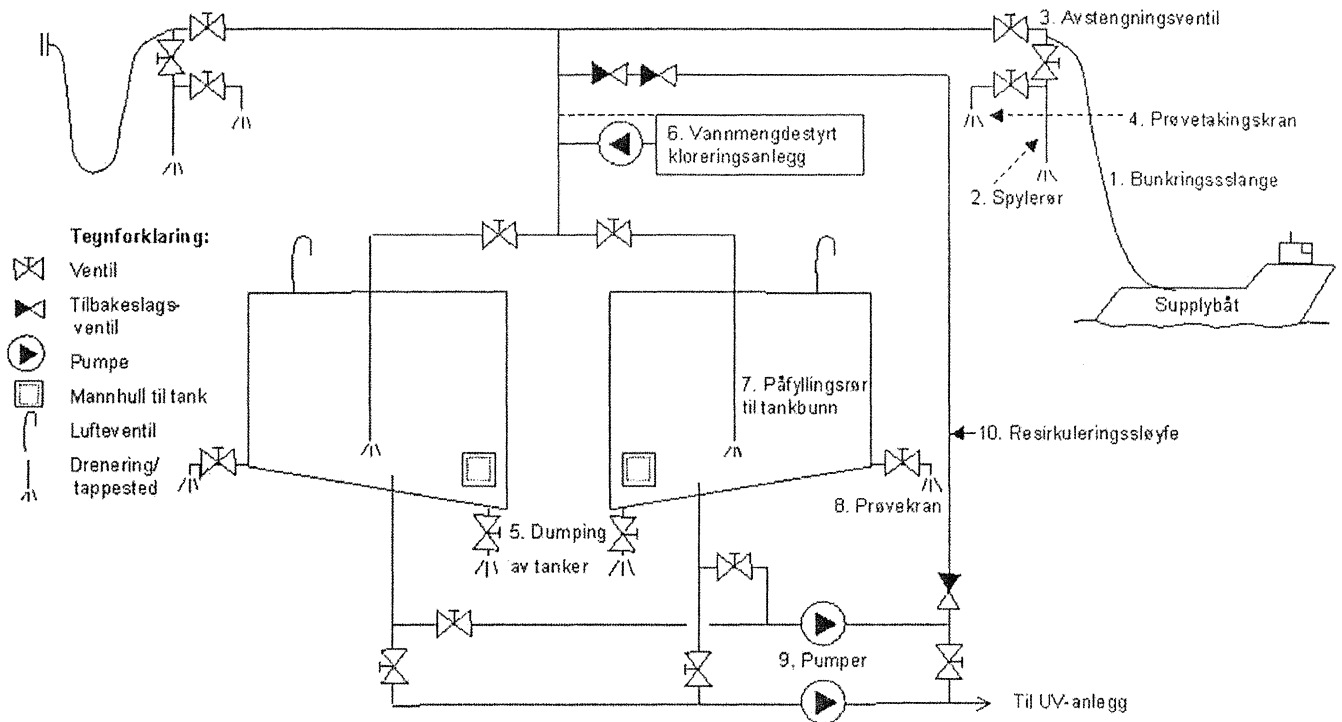 3. Avstengningsventil
4. Prøvetakingskran
6. Vannmengdestyrt
kloreringsanlegg
2. Spylerør
1. Bunkringssslange
Supplybåt
Tegnforklaring:
Ventil
Tilbakeslags-
ventil
Pumpe
Mannhull til tank
Lufteventil
Drenering/
tappested
7. Påfyllingsrør
til tankbunn
10. Resirkuleringssløyfe
8. Prøvekran
5. Dumping
av tanker
9. Pumper
Til UV-anlegg